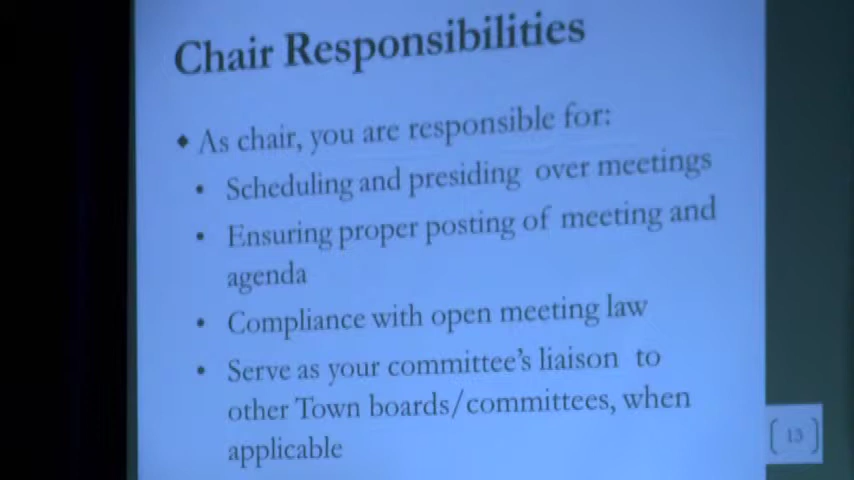 Chair Responsibilities
◆ As chair, you are responsible for:
• Scheduling and presiding over meetings
• Ensuring proper posting of meeting and
agenda
• Compliance with open meeting law
• Serve as your committee's liaison to
other Town boards/committees, when
applicable
[ 13 ]